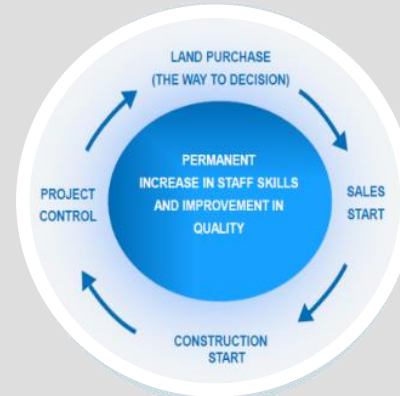 LAND PURCHASE
(THE WAY TO DECISION)
PERMANENT
INCREASE IN STAFF SKILLS
AND IMPROVEMENT IN
QUALITY
SALES
START
CONSTRUCTION
START
PROJECT
CONTROL